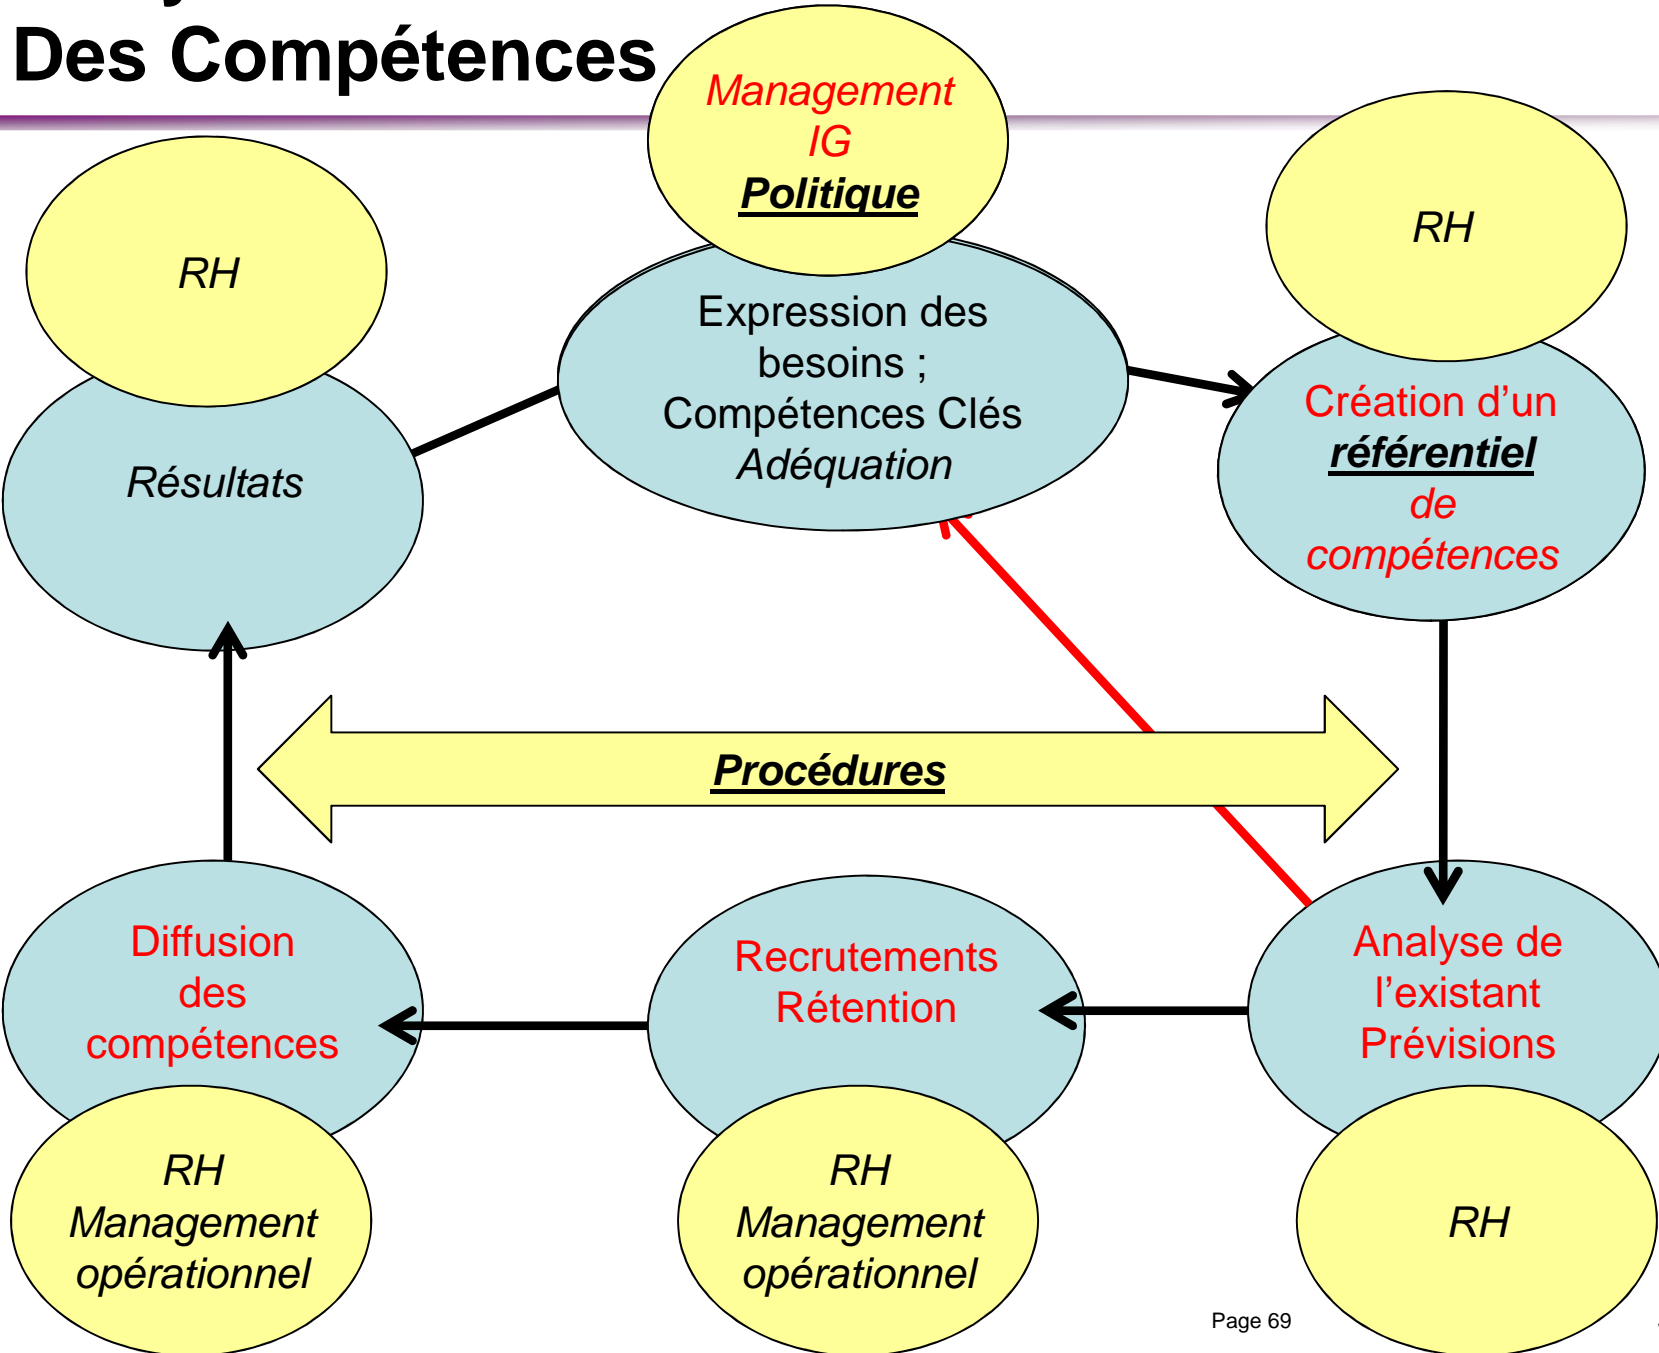 Des Compétences
Management
IG
Politique
RH
RH
Expression des
besoins ;
Compétences Clés
Adéquation
Création d’un
référentiel
de
compétences
Résultats
Procédures
Diffusion
des
compétences
Recrutements
Rétention
Analyse de
l’existant
Prévisions
RH
Management
opérationnel
RH
Management
opérationnel
RH
Page 69